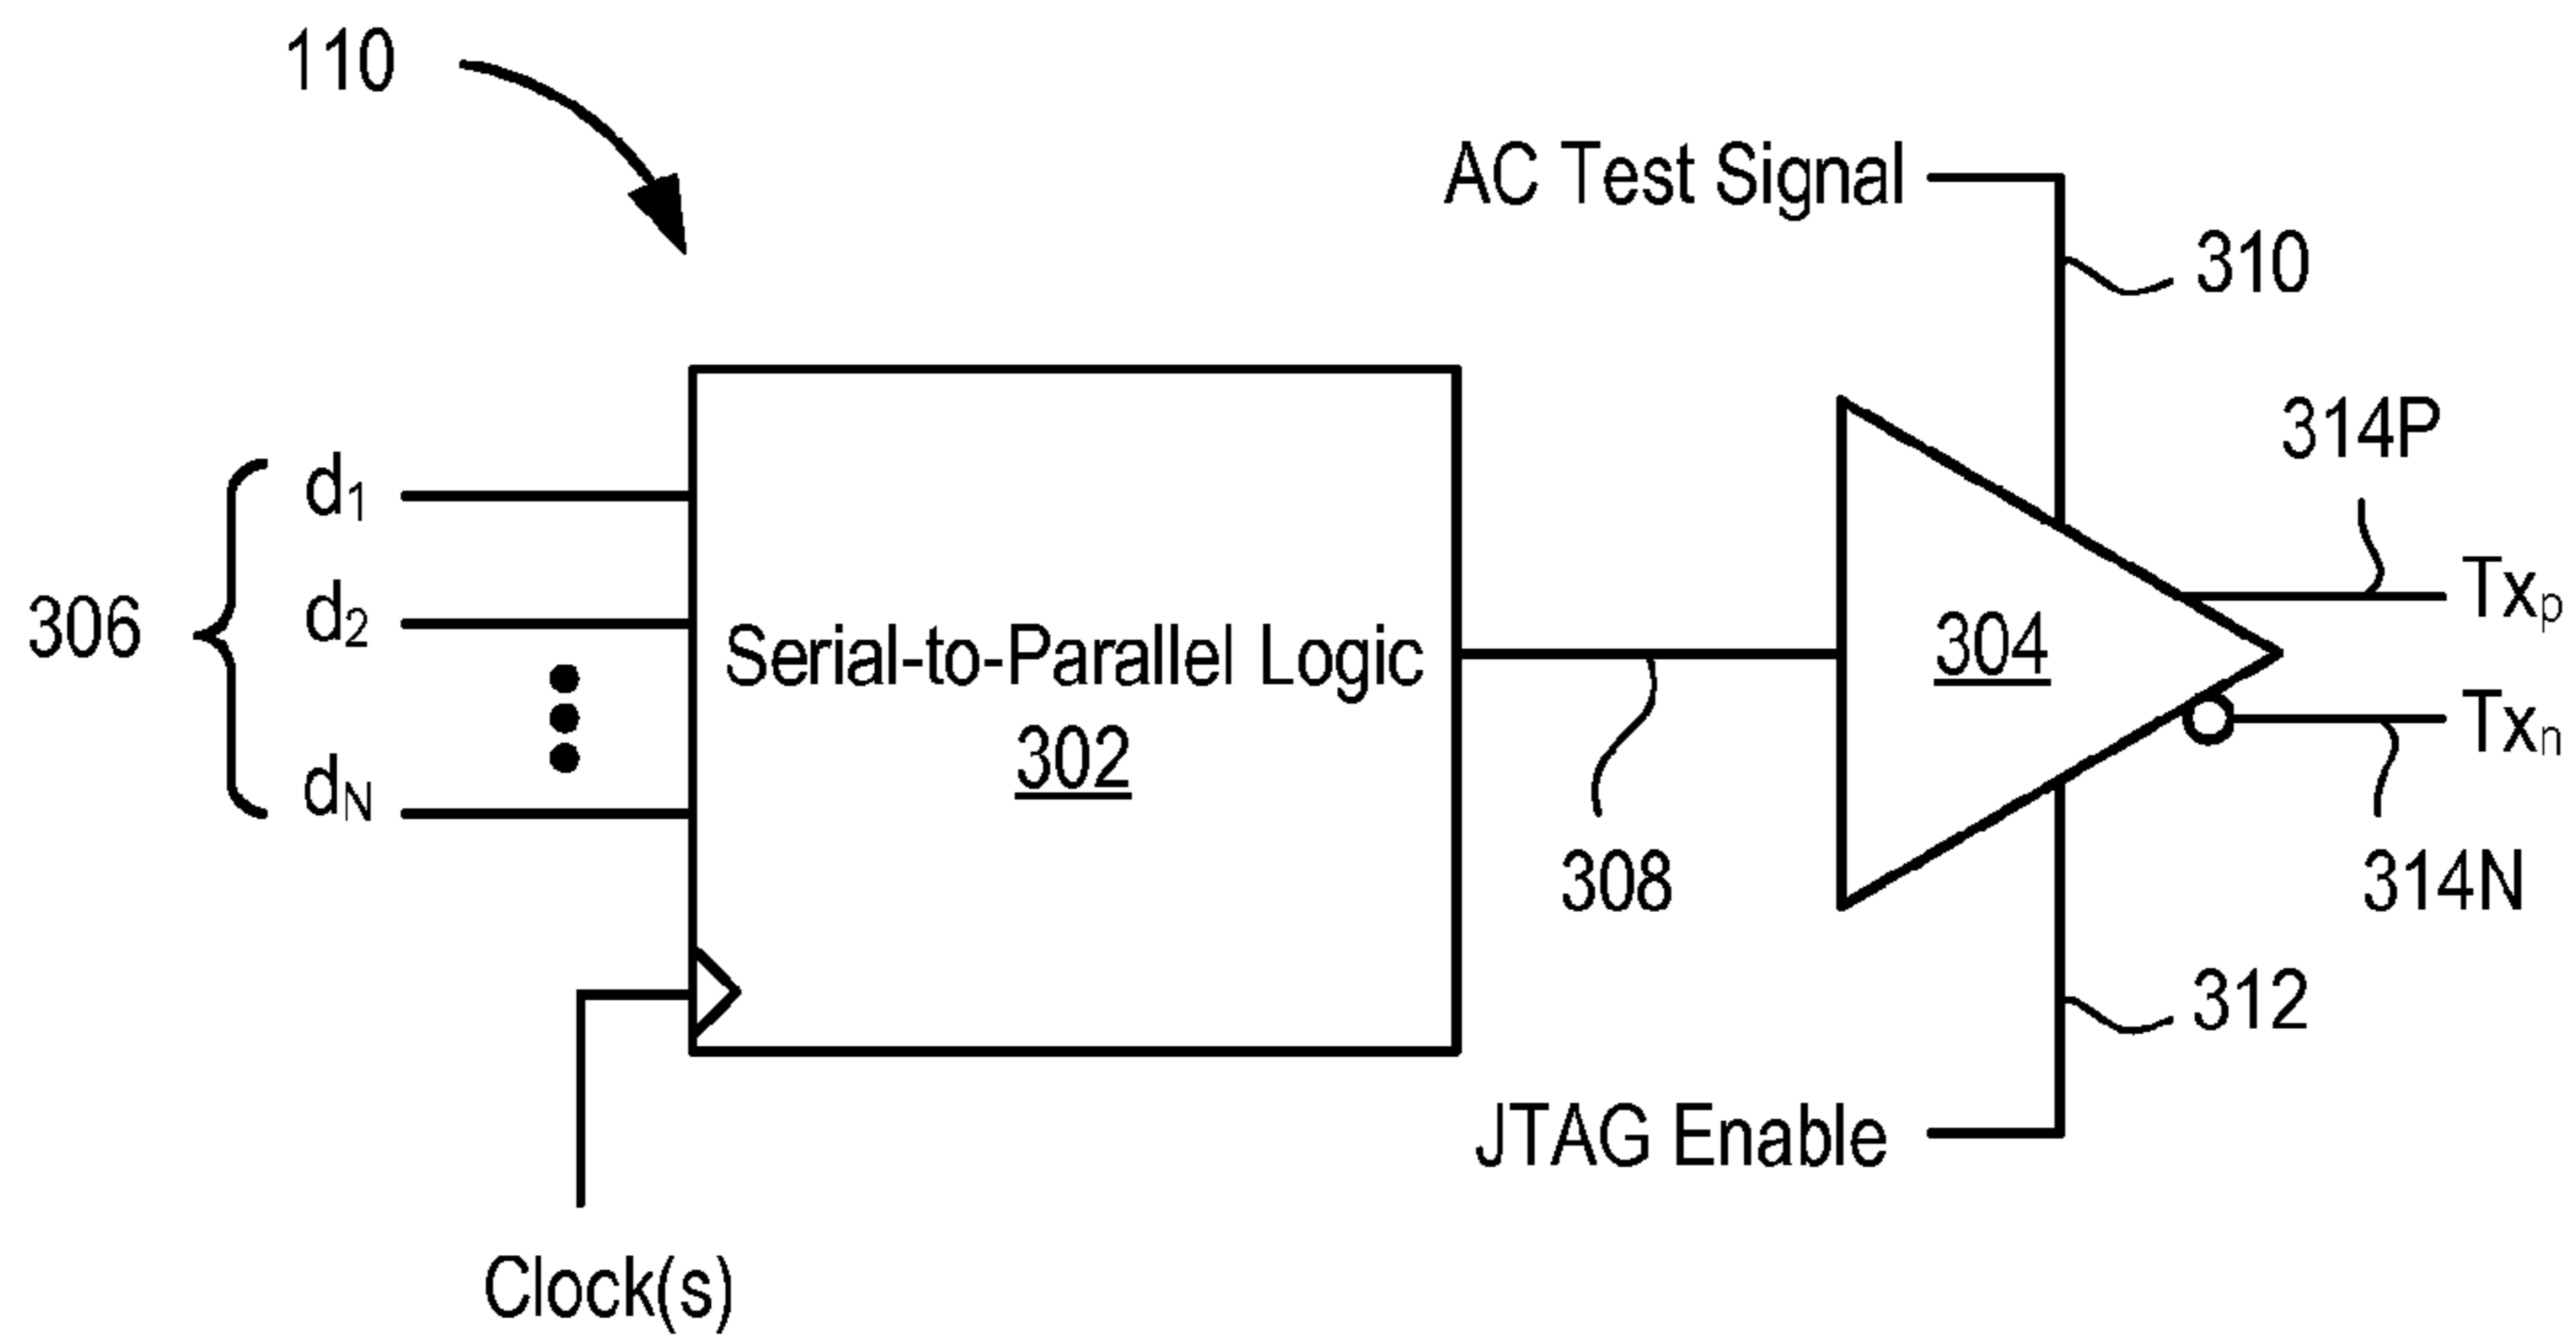 110
AC Test Signal
310
314P
d1
306
d2
Serial-to-Parallel Logic
302
dN
308
304
Txp
Txn
314N
312
JTAG Enable
Clock(s)